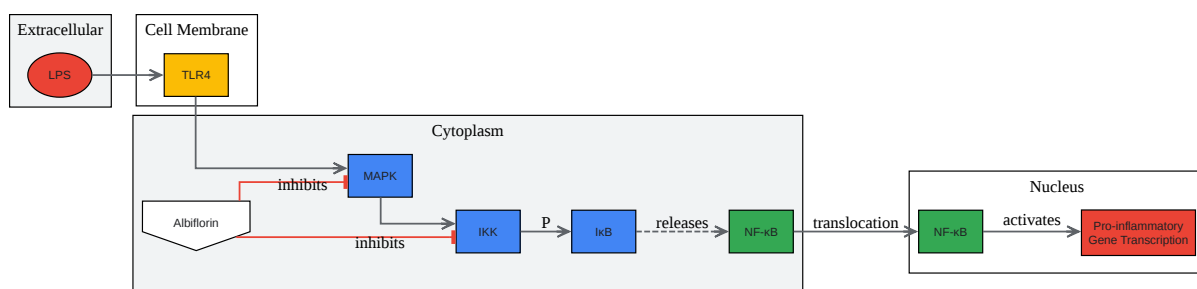 Extracellular
LPS
Cell Membrane
TLR4
Cytoplasm
MAPK
inhibits
Albiflorin
inhibits
IKK
P
IκB
releases
NF-κB
translocation
Nucleus
NF-κB
activates
Pro-inflammatory
Gene Transcription